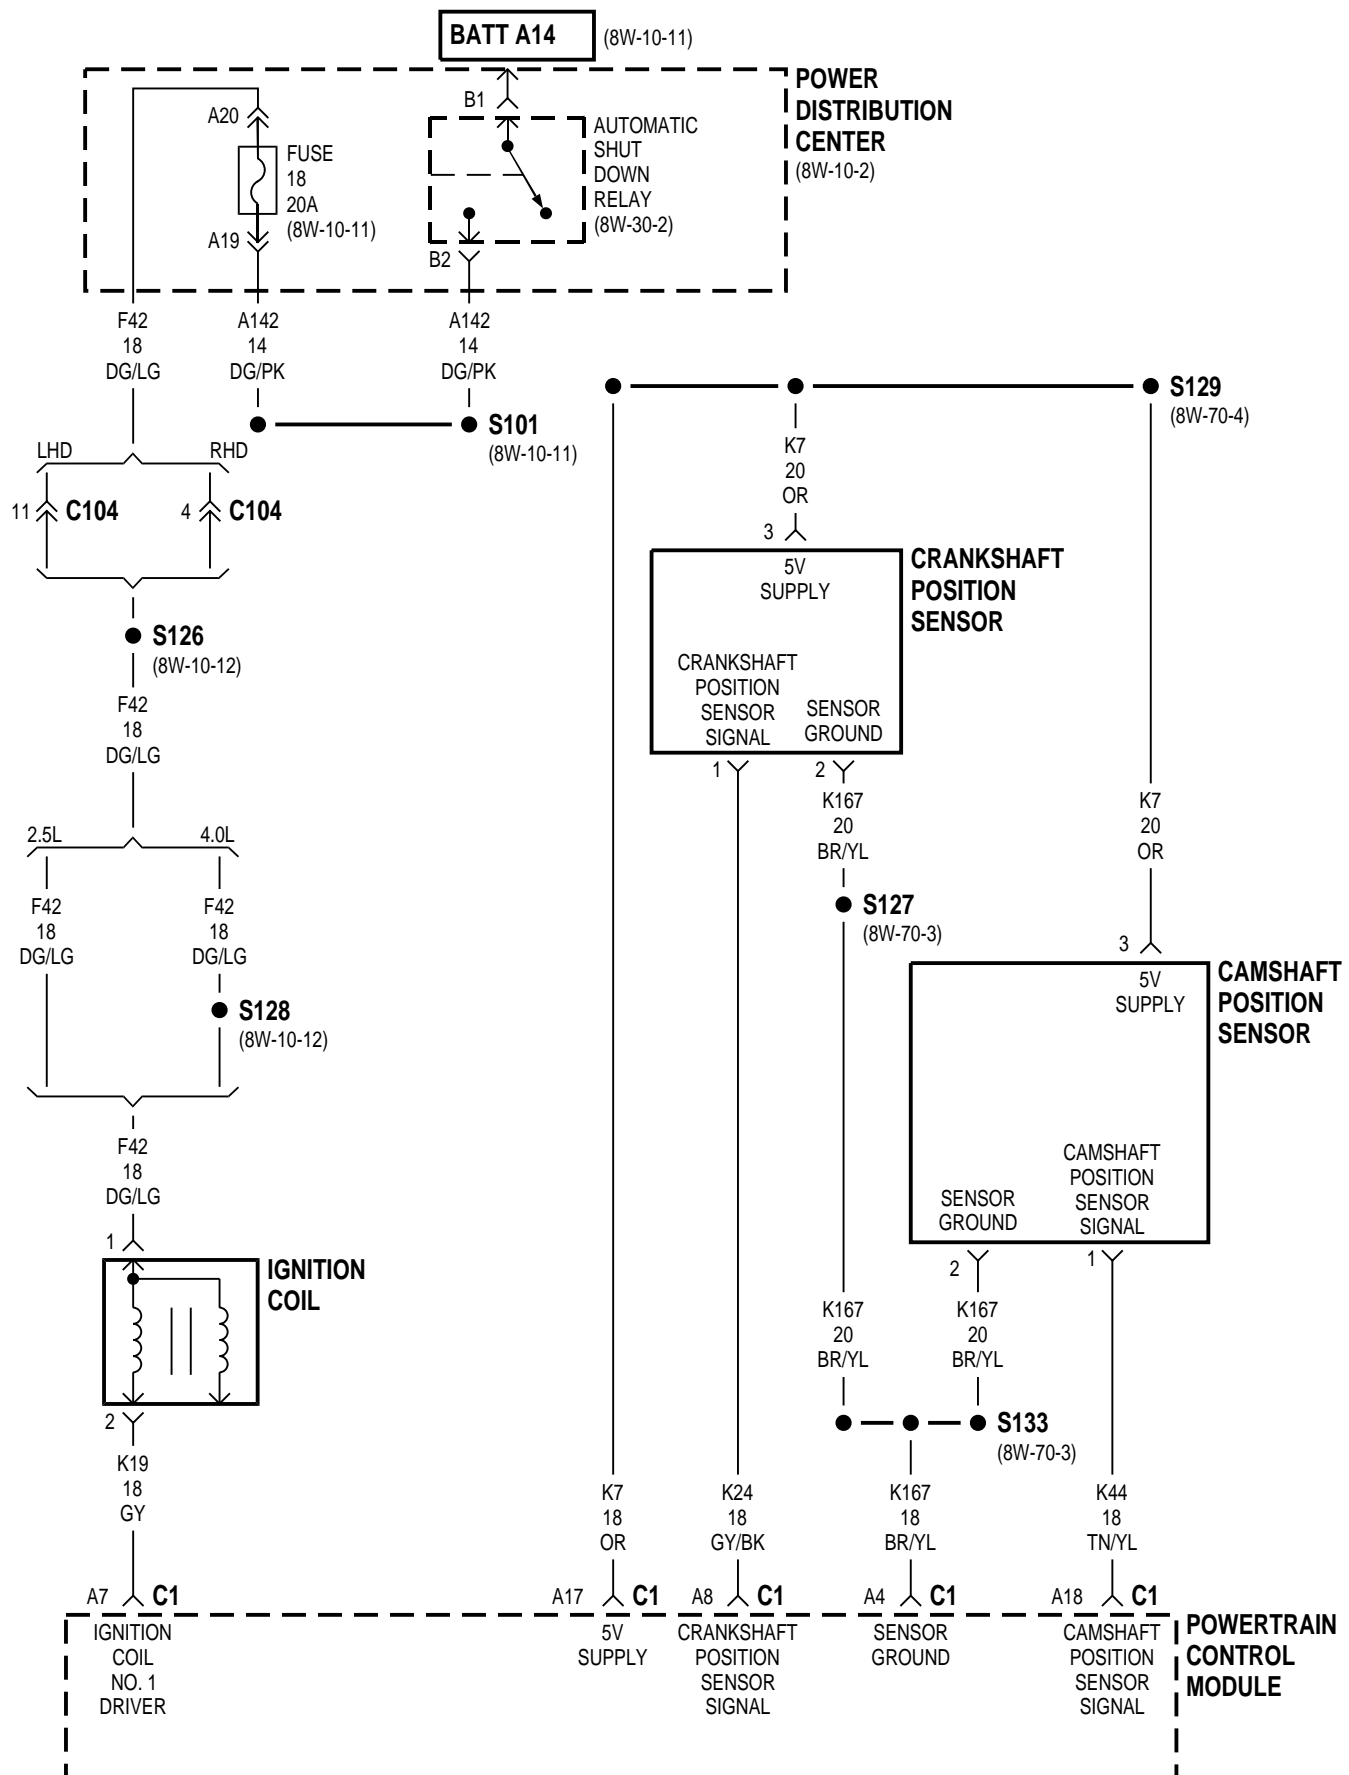 BATT A14 (8W-10-11)
POWER
DISTRIBUTION
CENTER
(8W-10-2)
B1
A20
AUTOMATIC
SHUT
DOWN
RELAY
(8W-30-2)
FUSE
18
20A
(8W-10-11)
A19
B2
F42
18
DG/LG
A142
14
DG/PK
A142
14
DG/PK
S101
(8W-10-11)
S129
(8W-70-4)
LHD
RHD
11
C104
4
C104
K7
20
OR
3
5V
SUPPLY
CRANKSHAFT
POSITION
SENSOR
S126
(8W-10-12)
CRANKSHAFT
POSITION
SENSOR
SIGNAL
SENSOR
GROUND
F42
18
DG/LG
1
2
K167
20
BR/YL
K7
20
OR
2.5L
4.0L
F42
18
DG/LG
F42
18
DG/LG
S127
(8W-70-3)
3
5V
SUPPLY
CAMSHAFT
POSITION
SENSOR
S128
(8W-10-12)
F42
18
DG/LG
CAMSHAFT
POSITION
SENSOR
SIGNAL
SENSOR
GROUND
1
IGNITION
COIL
2
1
K167
20
BR/YL
K167
20
BR/YL
2
S133
(8W-70-3)
K19
18
GY
K7
18
OR
K24
18
GY/BK
K167
18
BR/YL
K44
18
TN/YL
A7
C1
A17
C1
A8
C1
A4
C1
A18
C1
IGNITION
COIL
NO. 1
DRIVER
5V
SUPPLY
CRANKSHAFT
POSITION
SENSOR
SIGNAL
SENSOR
GROUND
CAMSHAFT
POSITION
SENSOR
SIGNAL
POWERTRAIN
CONTROL
MODULE